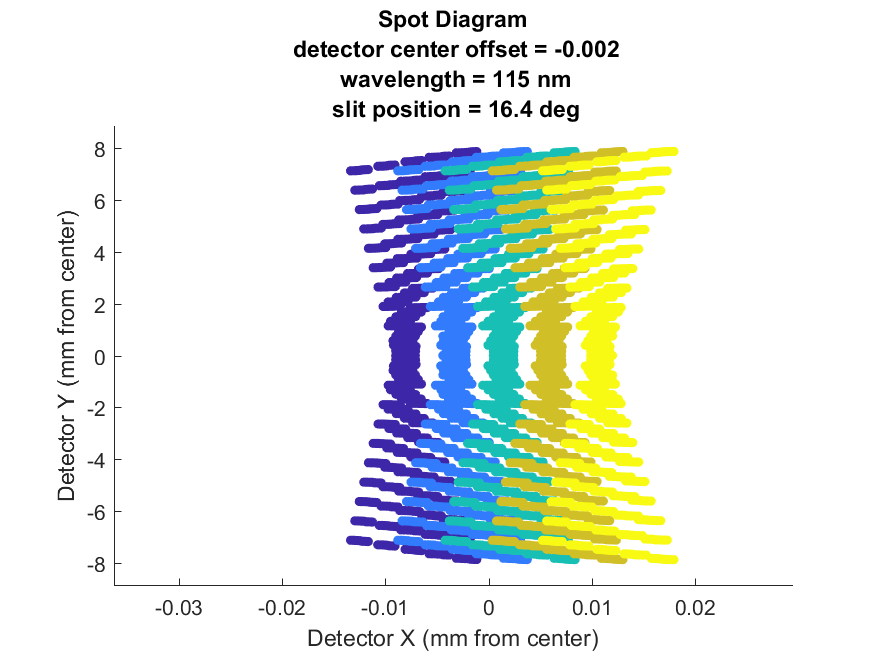 Spot Diagram
detector center offset = -0.002
wavelength = 115 nm
slit position = 16.4 deg
8
6
4
2
0
-2
-4
-6
-8
Detector Y (mm from center)
-0.03 -0.02 -0.01 0 0.01 0.02
Detector X (mm from center)